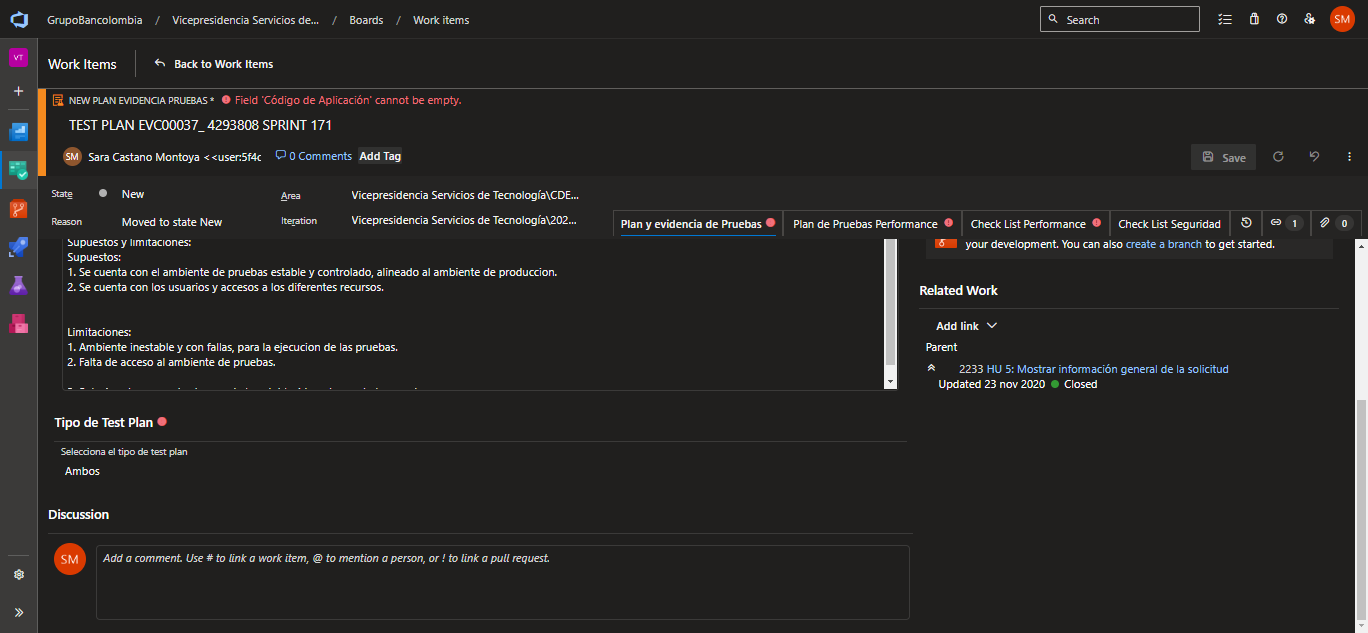 GrupoBancolombia / Vicepresidencia Servicios de... / Boards / Work items
Search
SM
VT
Work Items
Back to Work Items
NEW PLAN EVIDENCIA PRUEBAS * Field 'Código de Aplicación' cannot be empty.
TEST PLAN EVC00037_ 4293808 SPRINT 171
SM Sara Castano Montoya < <user:5f4c
0 Comments
Add Tag
Save
State New
Area Vicepresidencia Servicios de Tecnología\CDE...
Reason Moved to state New
Iteration Vicepresidencia Servicios de Tecnología\202...
Plan y evidencia de Pruebas
Plan de Pruebas Performance
Check List Performance
Check List Seguridad
1
0
Supuestos y limitaciones:
Supuestos:
1. Se cuenta con el ambiente de pruebas estable y controlado, alineado al ambiente de produccion.
2. Se cuenta con los usuarios y accesos a los diferentes recursos.
Limitaciones:
1. Ambiente inestable y con fallas, para la ejecucion de las pruebas.
2. Falta de acceso al ambiente de pruebas.
Tipo de Test Plan
Selecciona el tipo de test plan
Ambos
Discussion
SM
Add a comment. Use # to link a work item, @ to mention a person, or ! to link a pull request.
your development. You can also create a branch to get started.
Related Work
Add link
Parent
2233 HU 5: Mostrar información general de la solicitud
Updated 23 nov 2020 Closed